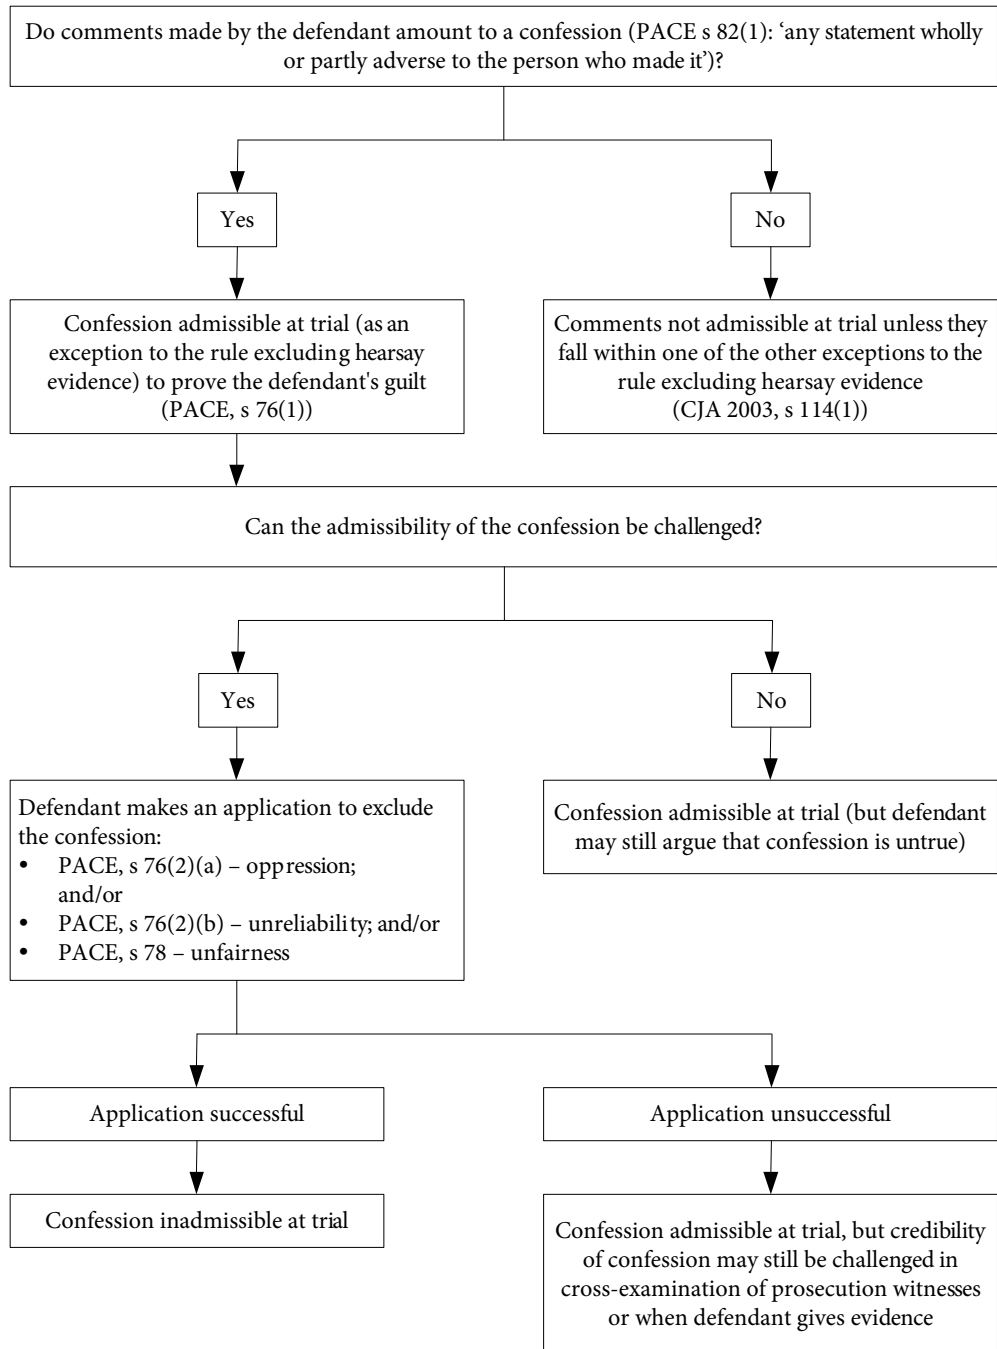 Do comments made by the defendant amount to a confession (PACE s 82(1): ‘any statement wholly
or partly adverse to the person who made it’)?
Yes
No
Confession admissible at trial (as an
exception to the rule excluding hearsay
evidence) to prove the defendant's guilt
(PACE, s 76(1))
Comments not admissible at trial unless they
fall within one of the other exceptions to the
rule excluding hearsay evidence
(CJA 2003, s 114(1))
Can the admissibility of the confession be challenged?
Yes
No
Defendant makes an application to exclude
the confession:
• PACE, s 76(2)(a) – oppression;
and/or
• PACE, s 76(2)(b) – unreliability; and/or
• PACE, s 78 – unfairness
Confession admissible at trial (but defendant
may still argue that confession is untrue)
Application successful
Application unsuccessful
Confession inadmissible at trial
Confession admissible at trial, but credibility
of confession may still be challenged in
cross-examination of prosecution witnesses
or when defendant gives evidence